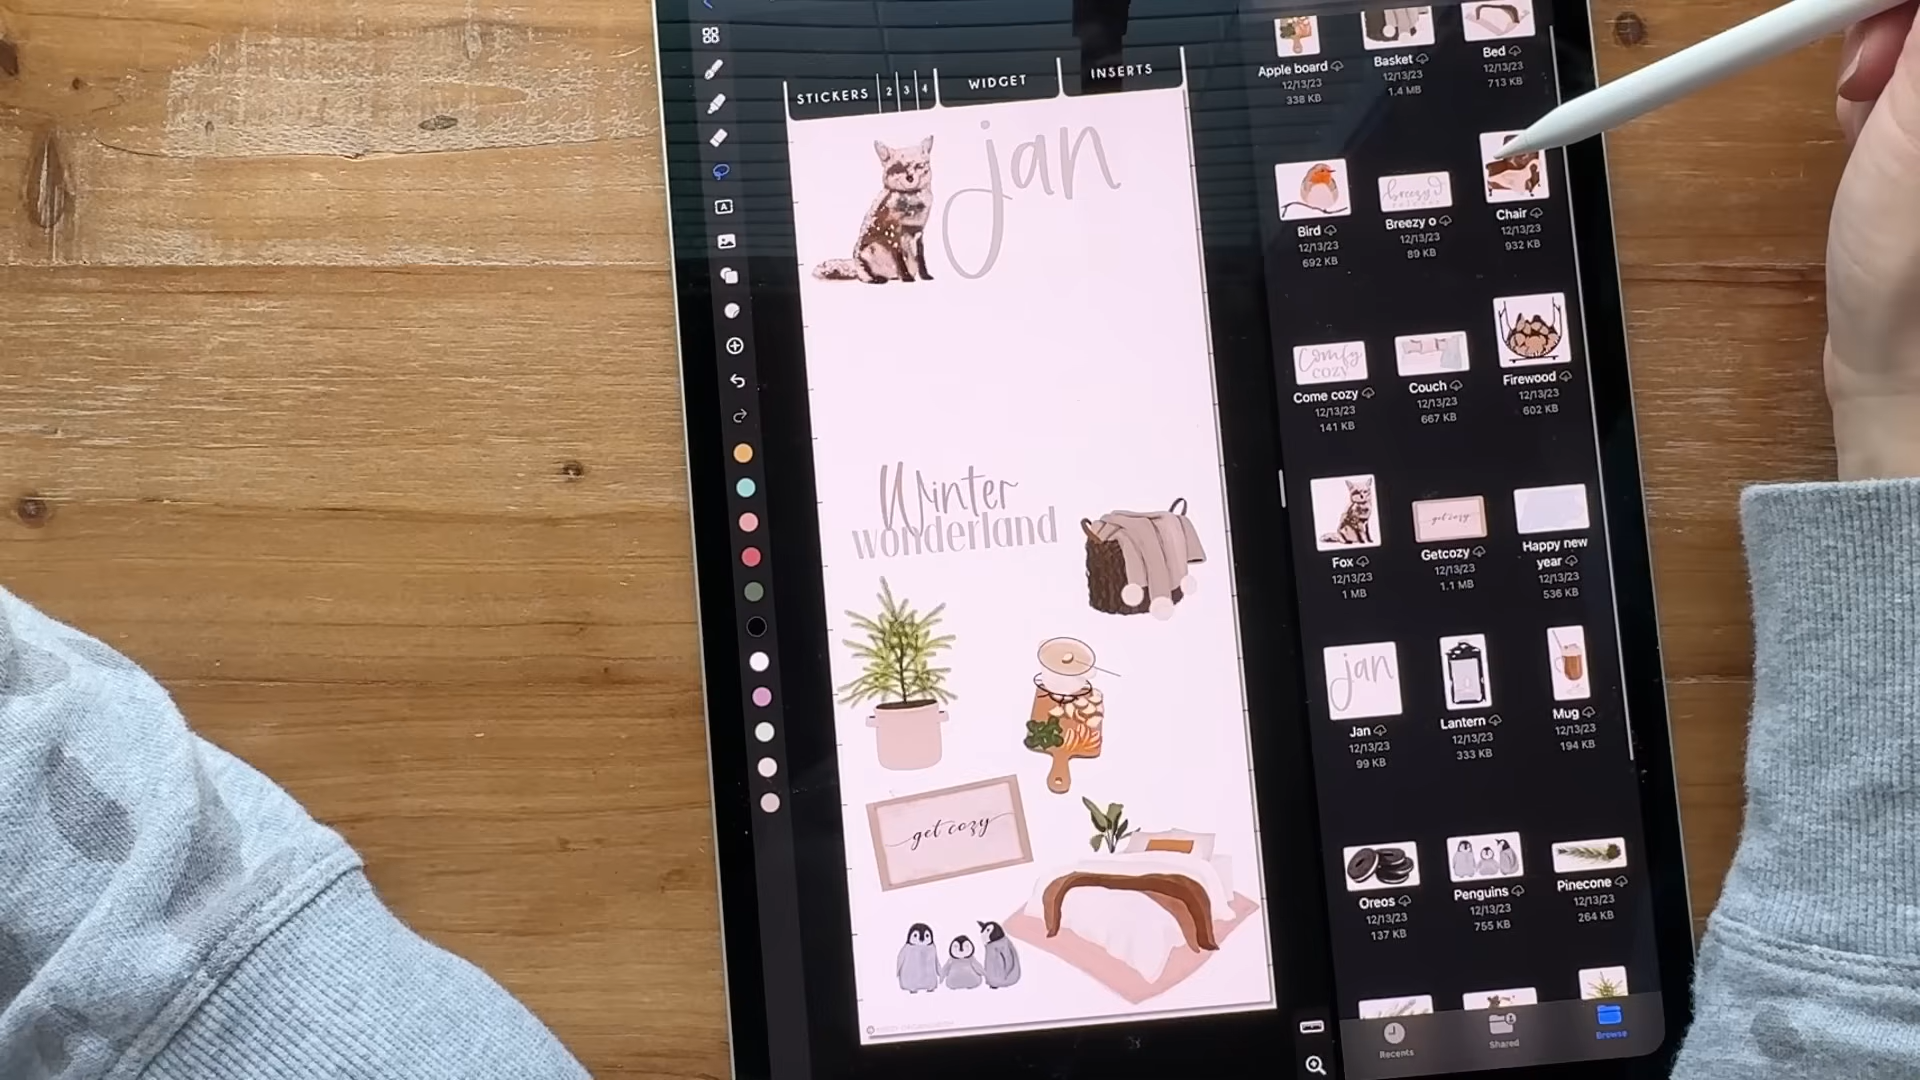 STICKERS 2 3 4 WIDGET INSERTS
jan
Winter
wonderland
get cozy
Apple board
12/13/23
338 KB
Basket
12/13/23
1.4 MB
Bed
12/13/23
713 KB
Bird
12/13/23
692 KB
breezy
Breezy o
12/13/23
89 KB
Chair
12/13/23
932 KB
Comfy
cozy
Come cozy
12/13/23
141 KB
Couch
12/13/23
667 KB
Firewood
12/13/23
602 KB
Fox
12/13/23
1 MB
get cozy
Getcozy
12/13/23
1.1 MB
Happy new
year
12/13/23
536 KB
jan
Jan
12/13/23
99 KB
Lantern
12/13/23
333 KB
Mug
12/13/23
194 KB
Oreos
12/13/23
137 KB
Penguins
12/13/23
755 KB
Pinecone
12/13/23
264 KB
Recents
Shared
Browse